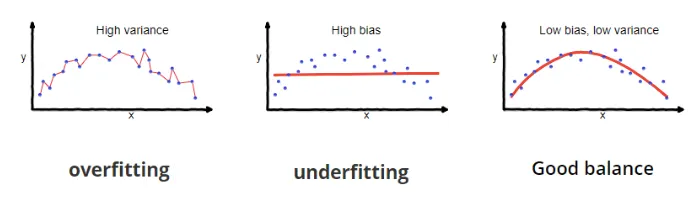 High variance
y
x
overfitting
High bias
y
x
underfitting
Low bias, low variance
y
x
Good balance